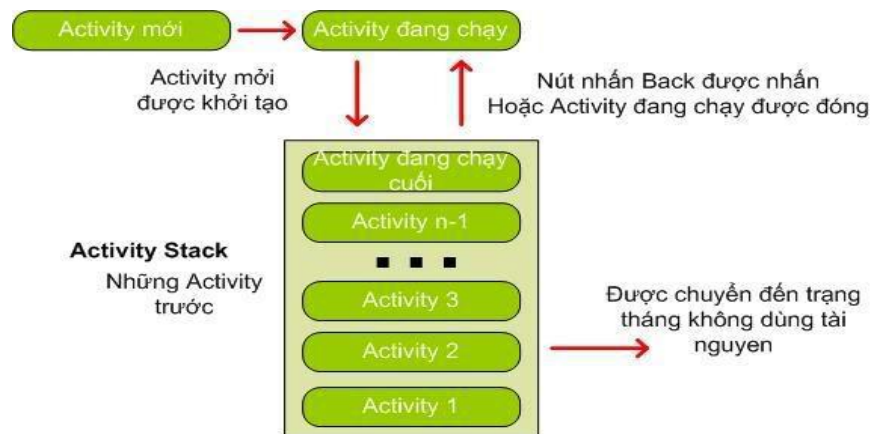 Activity mới
Activity đang chạy
Activity mởi
được khởi tạo
Nút nhấn Back được nhấn
Hoặc Activity đang chạy được đóng
Activity đang chạy
cuối
Activity n-1
Activity Stack
Những Activity
trước
Activity 3
Activity 2
Activity 1
Được chuyển đến trạng
tháng không dùng tài
nguyen